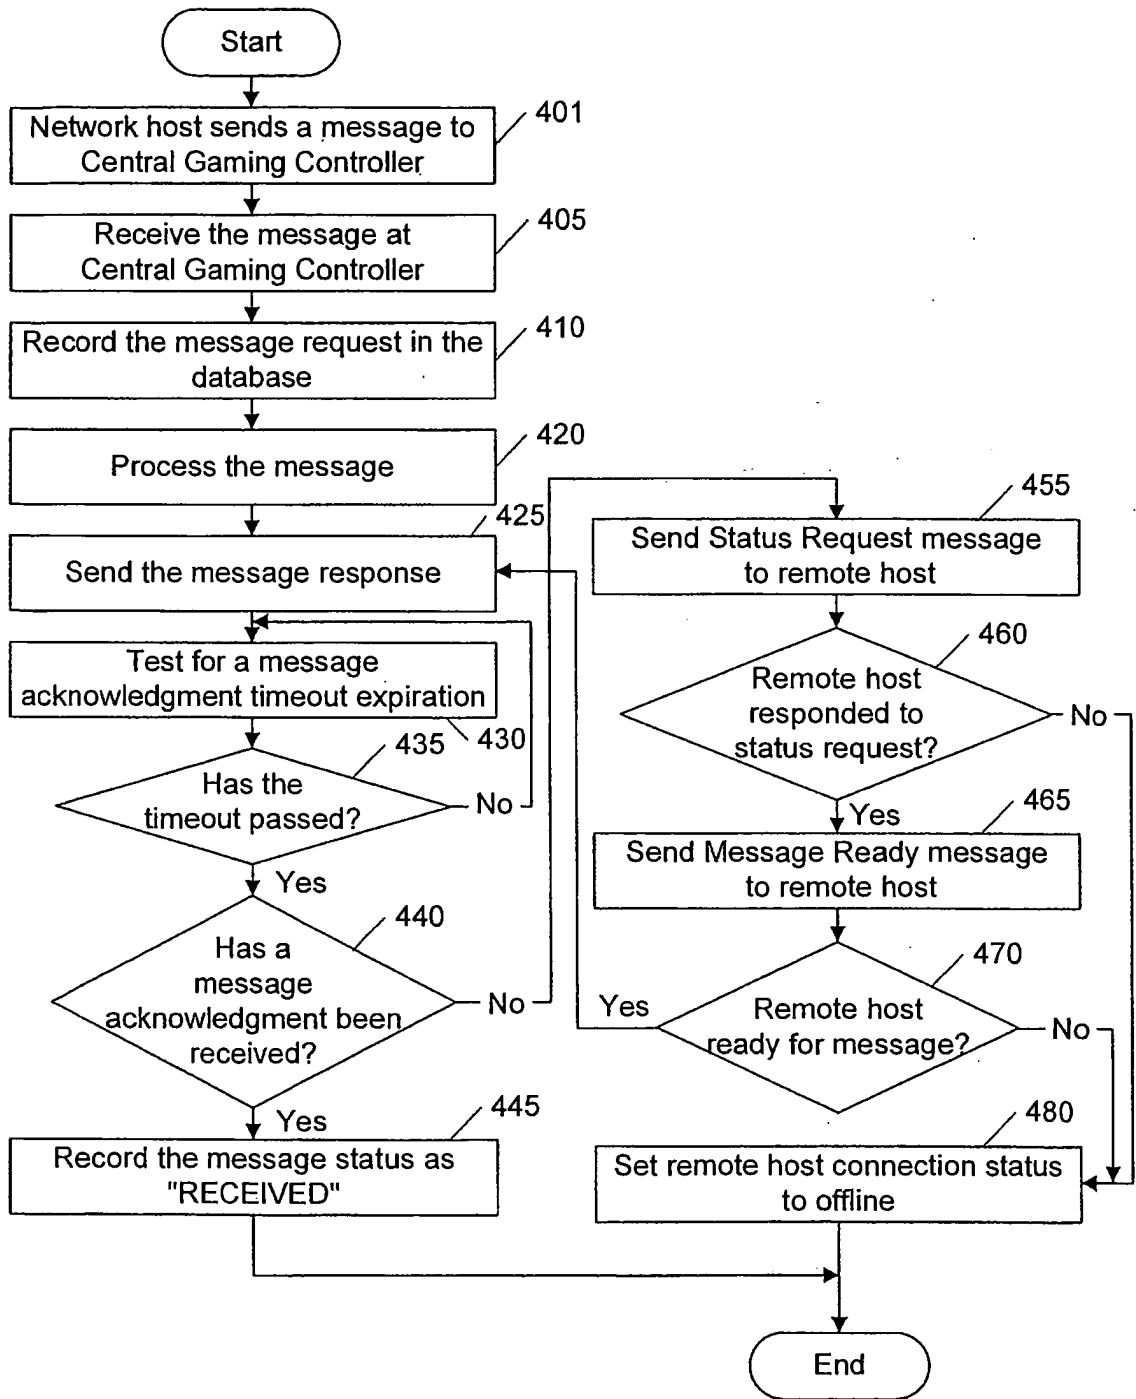 Start
Network host sends a message to
Central Gaming Controller
401
Receive the message at
Central Gaming Controller
405
Record the message request in the
database
410
Process the message
420
Send the message response
425
Test for a message
acknowledgment timeout expiration
430
Has the
timeout passed?
435
No
Yes
Has a
message
acknowledgment been
received?
440
No
Yes
Record the message status as
"RECEIVED"
445
Send Status Request message
to remote host
455
Remote host
responded to
status request?
460
No
Yes
Send Message Ready message
to remote host
465
Remote host
ready for message?
470
Yes
No
Set remote host connection status
to offline
480
End